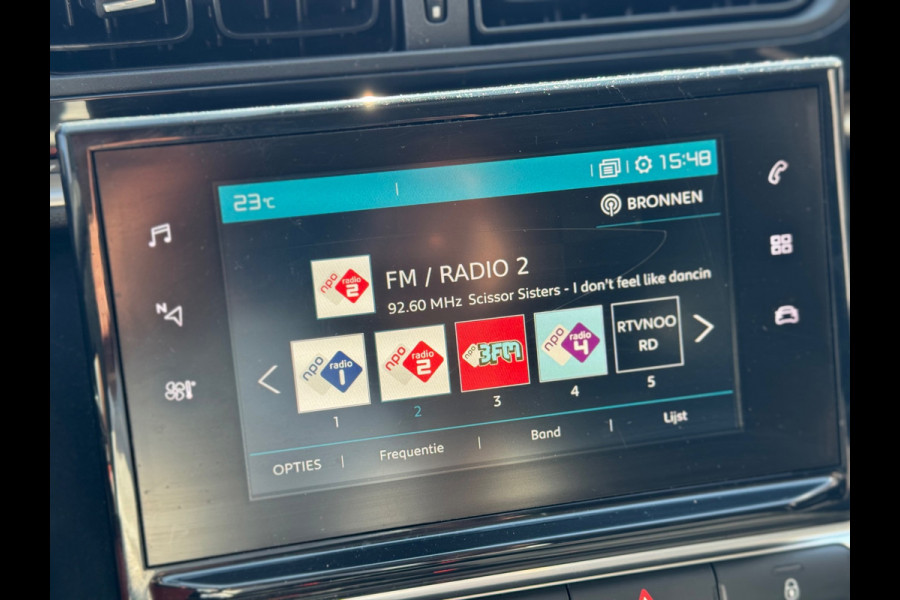 23°C
15:48
BRONNEN
npo radio 2
FM / RADIO 2
92.60 MHz Scissor Sisters - I don't feel like dancin
npo radio 1
npo radio 2
npo 3FM
npo radio 4
RTVNOO
RD
1 2 3 4 5
OPTIES | Frequentie | Band | Lijst
N